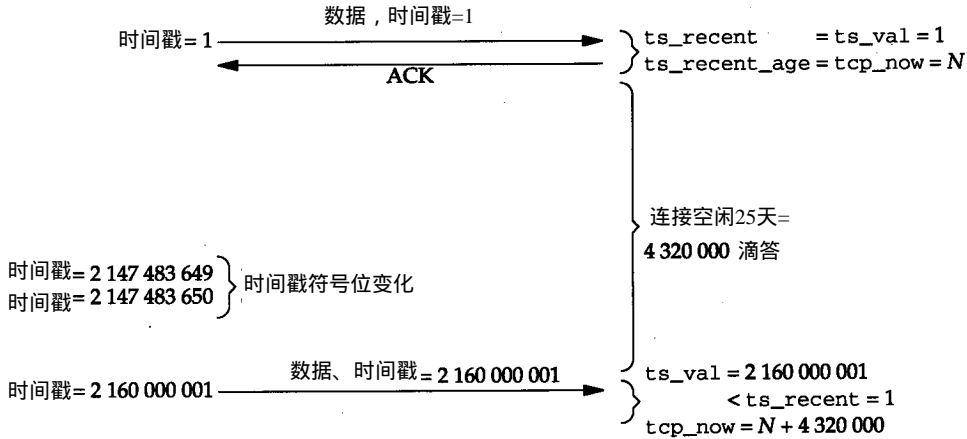 数据，时间戳=1
时间戳= 1
ts_recent = ts_val = 1
ts_recent_age = tcp_now = N
ACK
连接空闲25天=
4 320 000 滴答
时间戳= 2 147 483 649
时间戳= 2 147 483 650
时间戳符号位变化
数据、时间戳= 2 160 000 001
时间戳= 2 160 000 001
ts_val = 2 160 000 001
< ts_recent = 1
tcp_now = N + 4 320 000